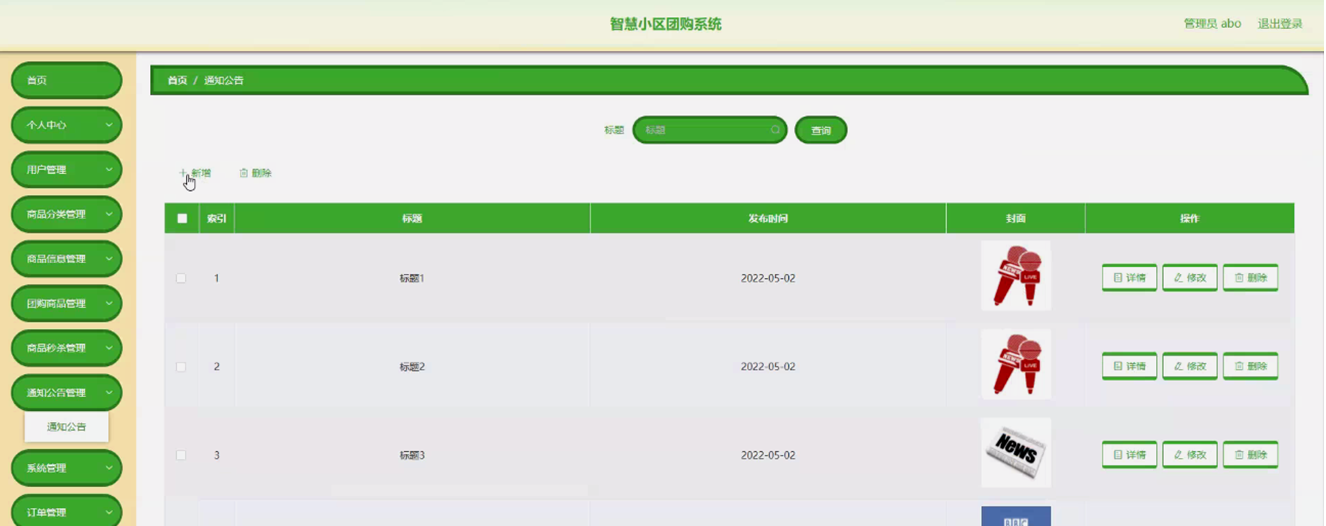 智慧小区团购系统
管理员 abo 退出登录
首页
个人中心
用户管理
商品分类管理
商品信息管理
团购商品管理
商品秒杀管理
通知公告管理
通知公告
系统管理
订单管理
首页 / 通知公告
标题 标题 查询
新增 删除
索引 标题 发布时间 封面 操作
1 标题1 2022-05-02 NEWS LIVE 详情 修改 删除
2 标题2 2022-05-02 NEWS LIVE 详情 修改 删除
3 标题3 2022-05-02 News 详情 修改 删除
BBC